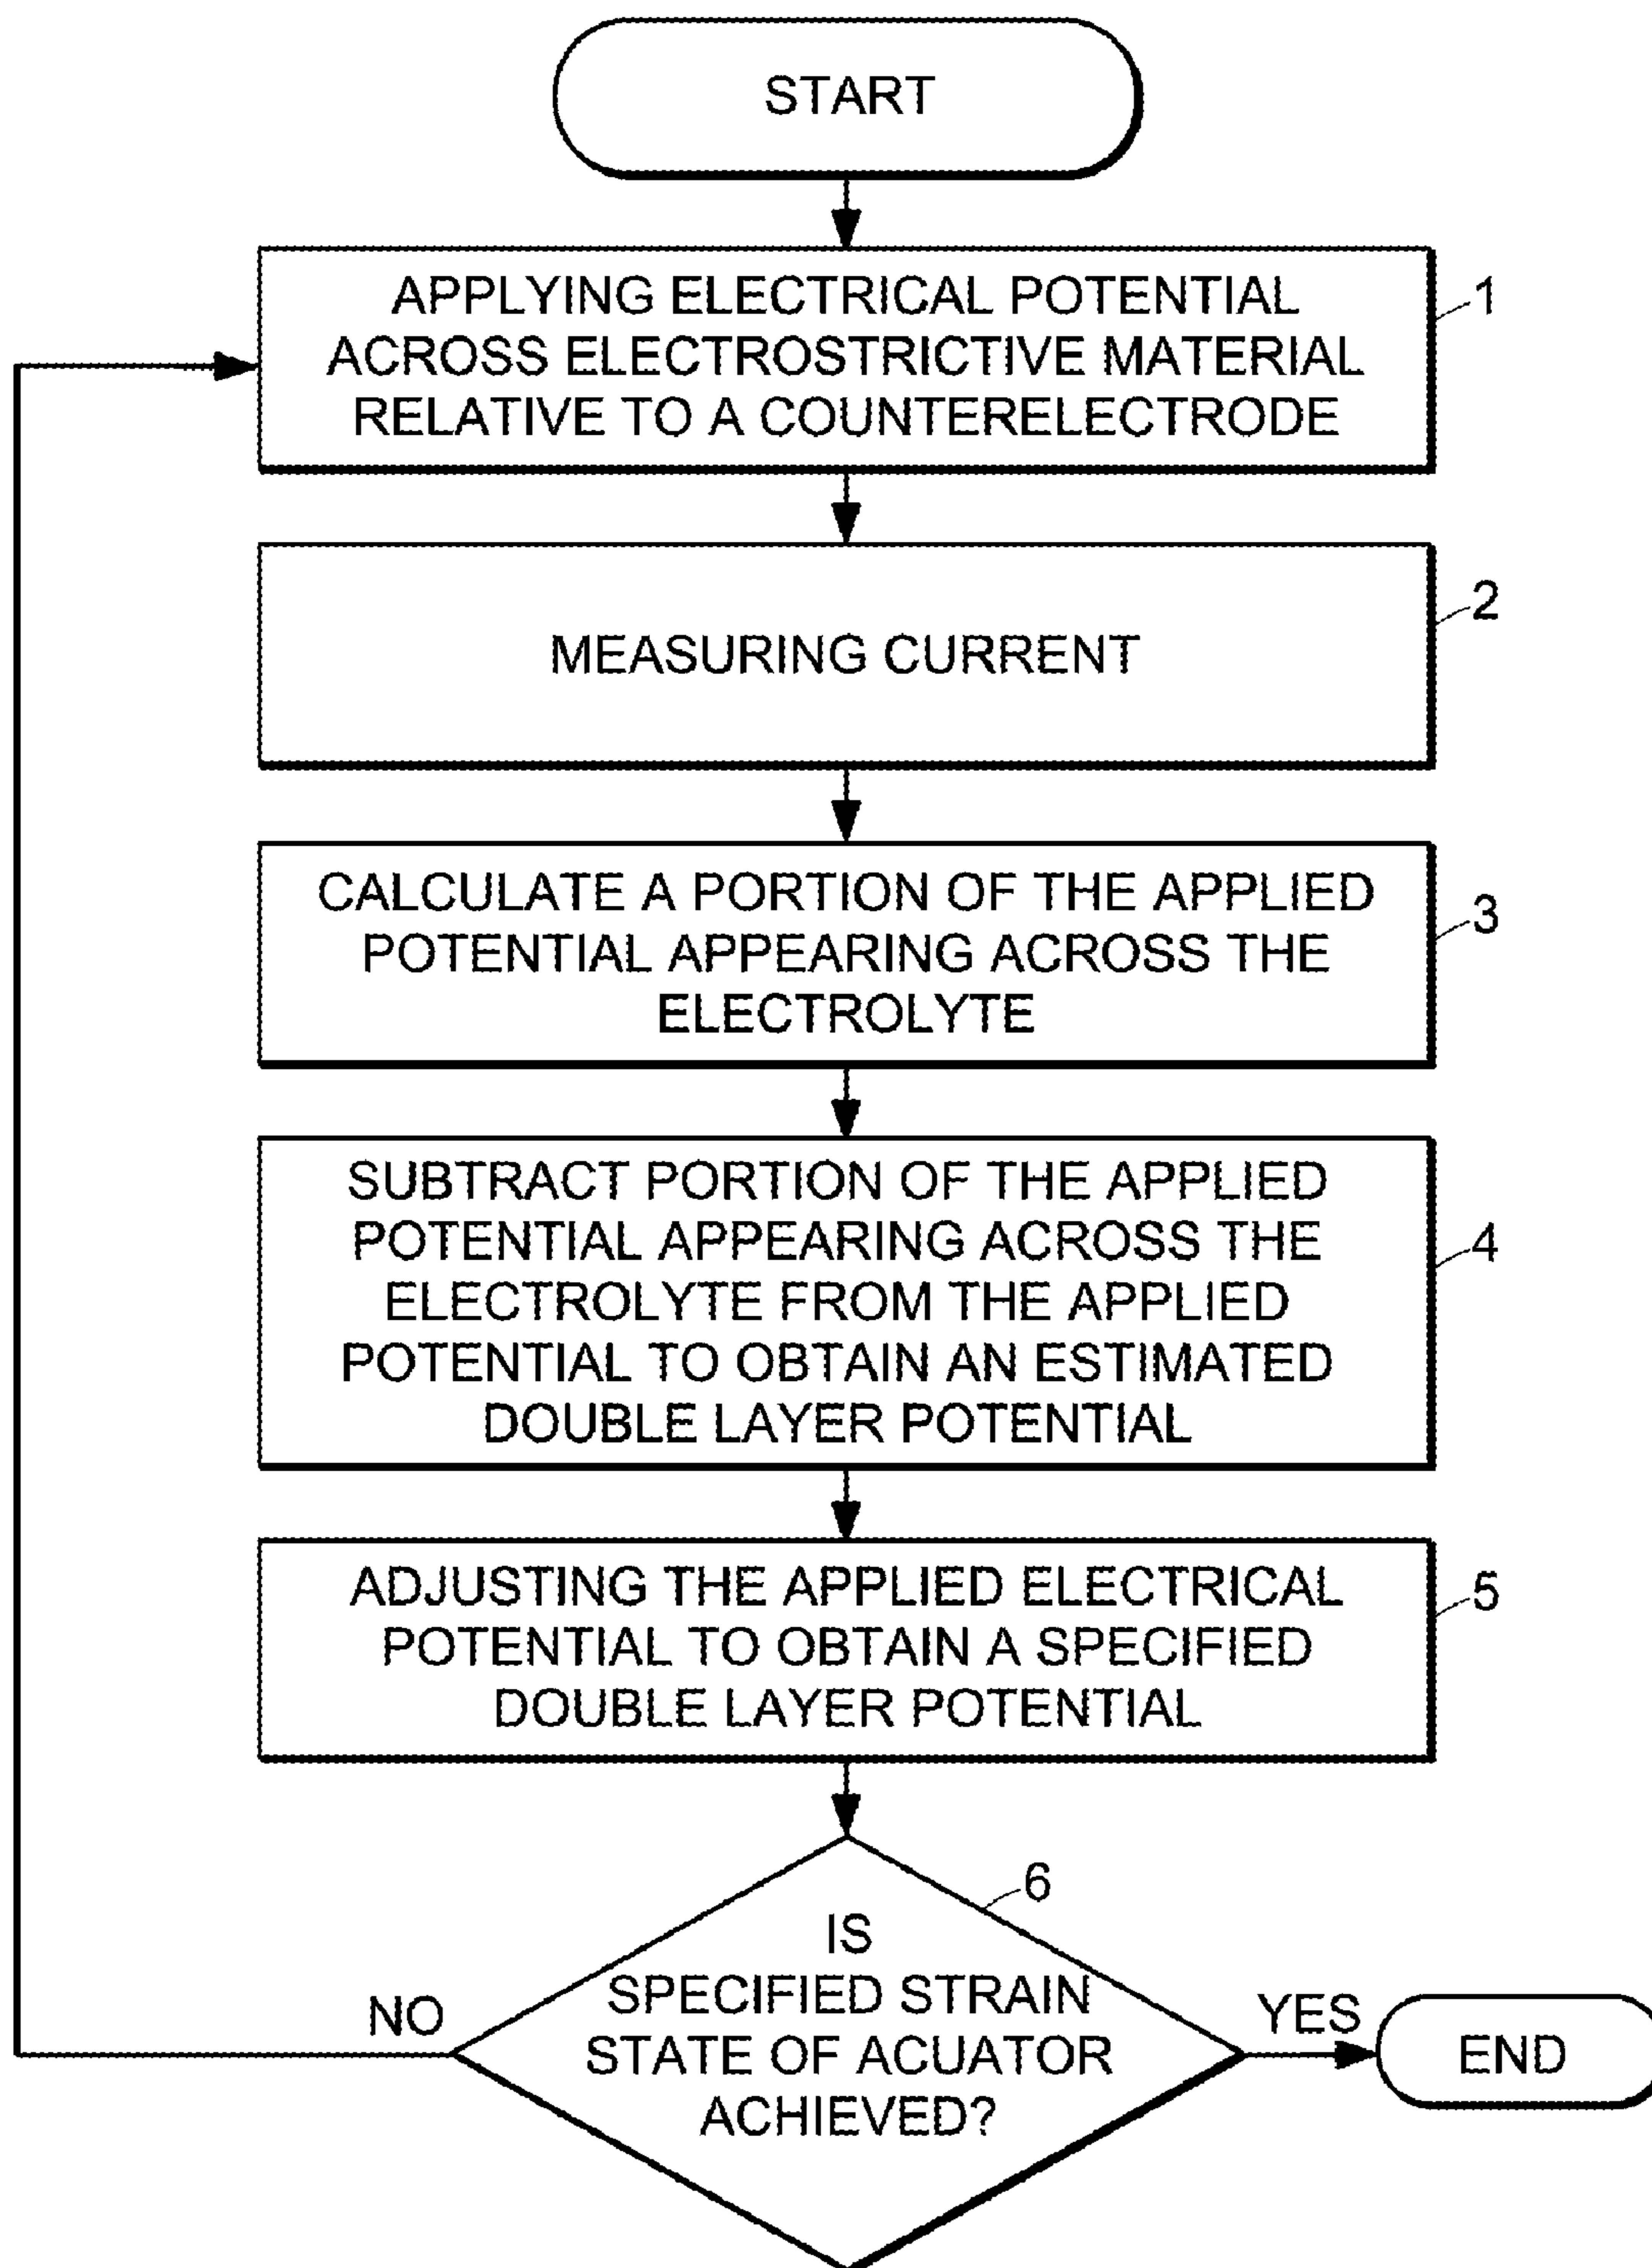 START
APPLYING ELECTRICAL POTENTIAL
ACROSS ELECTROSTRICTIVE MATERIAL
RELATIVE TO A COUNTERELECTRODE
1
MEASURING CURRENT
2
CALCULATE A PORTION OF THE APPLIED
POTENTIAL APPEARING ACROSS THE
ELECTROLYTE
3
SUBTRACT PORTION OF THE APPLIED
POTENTIAL APPEARING ACROSS THE
ELECTROLYTE FROM THE APPLIED
POTENTIAL TO OBTAIN AN ESTIMATED
DOUBLE LAYER POTENTIAL
4
ADJUSTING THE APPLIED ELECTRICAL
POTENTIAL TO OBTAIN A SPECIFIED
DOUBLE LAYER POTENTIAL
5
6
IS
SPECIFIED STRAIN
STATE OF ACUATOR
ACHIEVED?
NO
YES
END